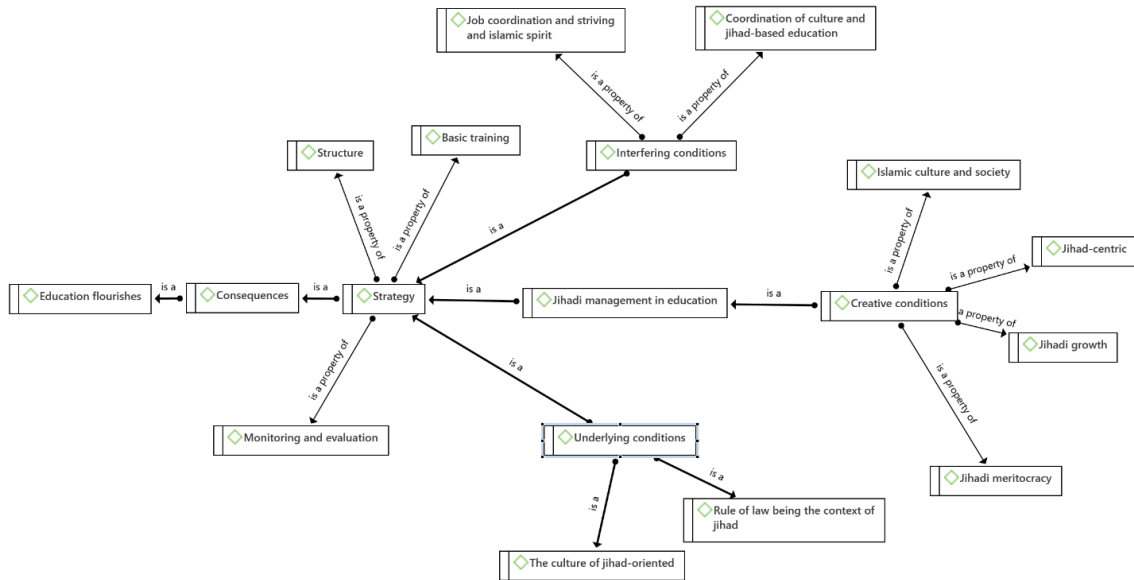 Job coordination and striving
and islamic spirit
Coordination of culture and
jihad-based education
is a property of
is a property of
Basic training
Structure
Interfering conditions
Islamic culture and society
is a property of
is a property of
is a
is a property of
Jihad-centric
is a property of
Education flourishes
is a
Consequences
is a
Strategy
is a
Jihadi management in education
is a
Creative conditions
a property of
Jihadi growth
is a property of
is a
is a property of
Monitoring and evaluation
Underlying conditions
is a
is a
Jihadi meritocracy
Rule of law being the context of
jihad
The culture of jihad-oriented